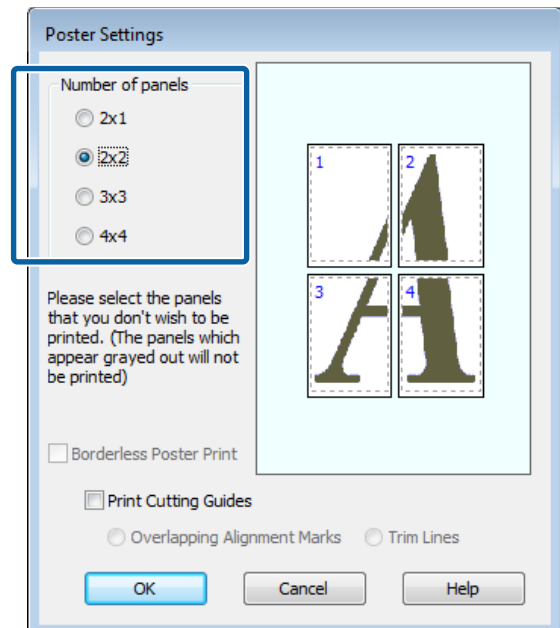 Poster Settings
Number of panels
2x1
2x2
3x3
4x4
1
2
3
4
Please select the panels
that you don't wish to be
printed. (The panels which
appear grayed out will not
be printed)
Borderless Poster Print
Print Cutting Guides
Overlapping Alignment Marks
Trim Lines
OK
Cancel
Help
A